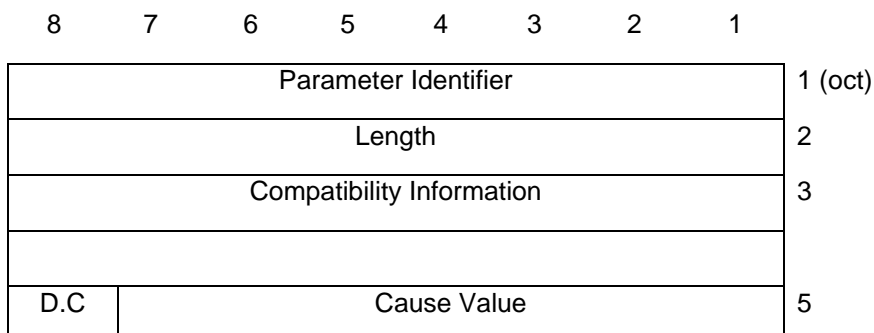 8 7 6 5 4 3 2 1
Parameter Identifier 1 (oct)
Length 2
Compatibility Information 3
D.C Cause Value 5